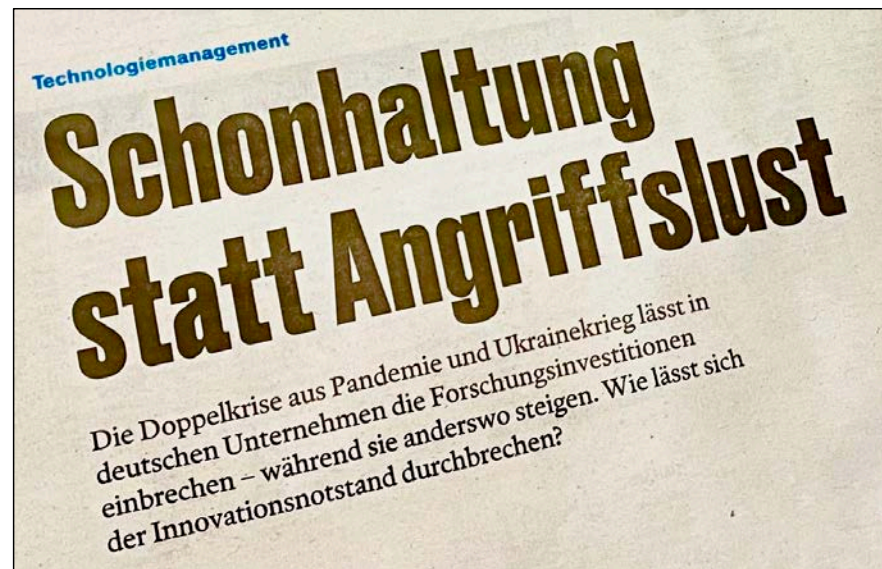 Technologiemanagement
Schonhaltung
statt Angriffslust
Die Doppelkrise aus Pandemie und Ukrainekrieg lässt in
deutschen Unternehmen die Forschungsinvestitionen
einbrechen – während sie anderswo steigen. Wie lässt sich
der Innovationsnotstand durchbrechen?